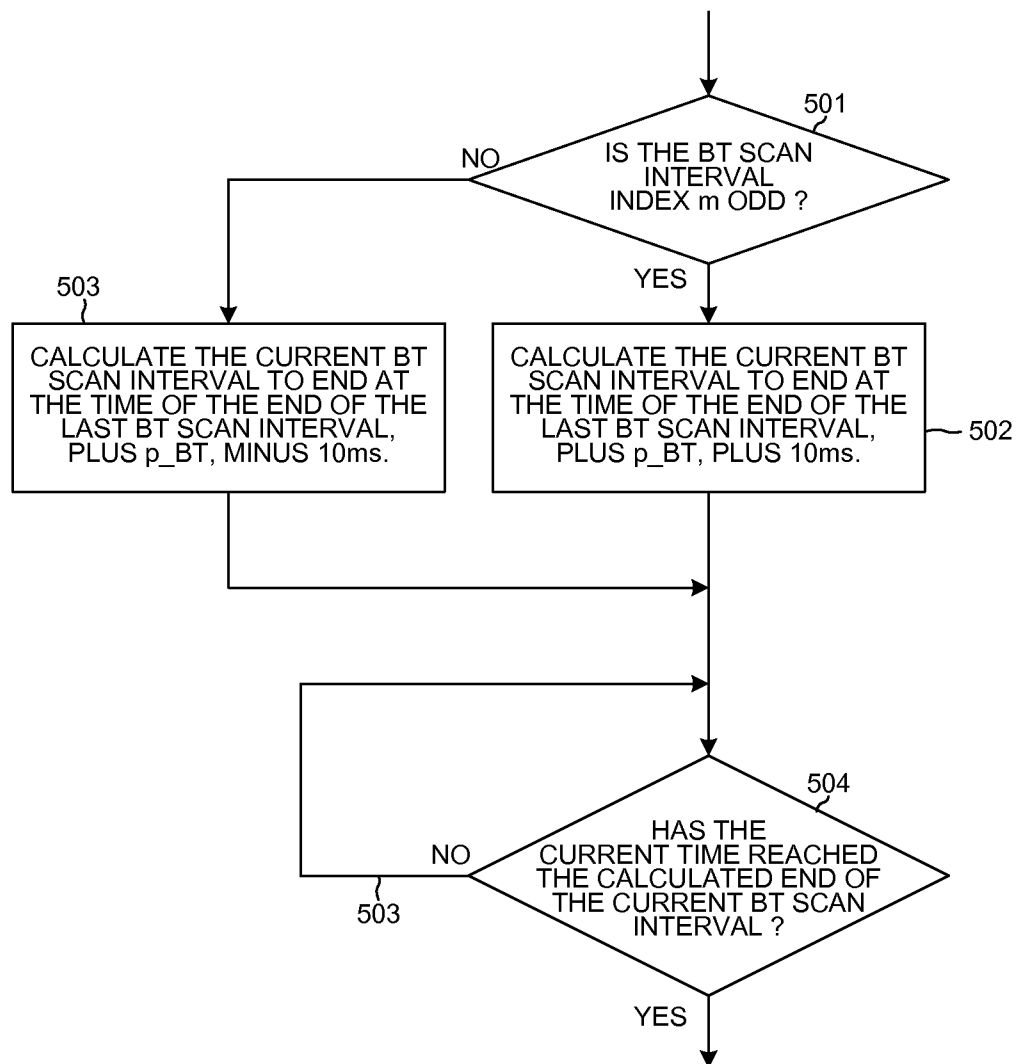 501
IS THE BT SCAN
INTERVAL
INDEX m ODD ?
NO
YES
503
CALCULATE THE CURRENT BT
SCAN INTERVAL TO END AT
THE TIME OF THE END OF THE
LAST BT SCAN INTERVAL,
PLUS p_BT, MINUS 10ms.
CALCULATE THE CURRENT BT
SCAN INTERVAL TO END AT
THE TIME OF THE END OF THE
LAST BT SCAN INTERVAL,
PLUS p_BT, PLUS 10ms.
502
504
HAS THE
CURRENT TIME REACHED
THE CALCULATED END OF
THE CURRENT BT SCAN
INTERVAL ?
NO
503
YES